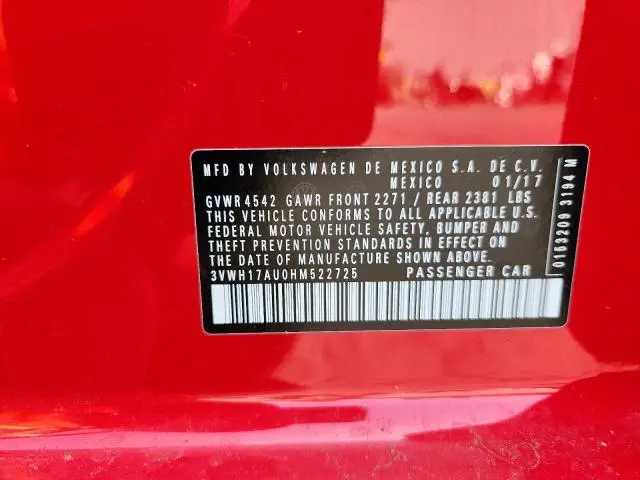 MFD BY VOLKSWAGEN DE MEXICO S.A. DE C.V.
MEXICO 01/17
GVWR 4542 GAWR FRONT 2271 / REAR 2381 LBS
THIS VEHICLE CONFORMS TO ALL APPLICABLE U.S.
FEDERAL MOTOR VEHICLE SAFETY, BUMPER AND
THEFT PREVENTION STANDARDS IN EFFECT ON
THE DATE OF MANUFACTURE SHOWN ABOVE.
3VWH17AU0HM522725 PASSENGER CAR
0163209 3194 M